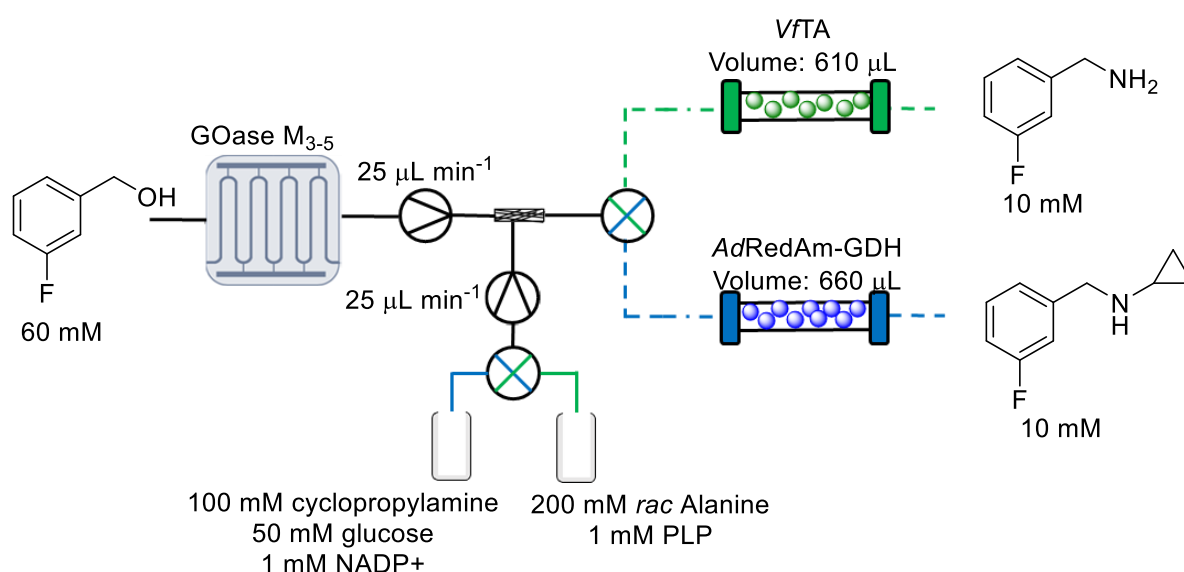 VfTA
Volume: 610 μL
GOase M3-5
25 μL min-1
OH
F
60 mM
NH2
F
10 mM
25 μL min-1
AdRedAm-GDH
Volume: 660 μL
N
H
F
10 mM
100 mM cyclopropylamine
50 mM glucose
1 mM NADP+
200 mM rac Alanine
1 mM PLP